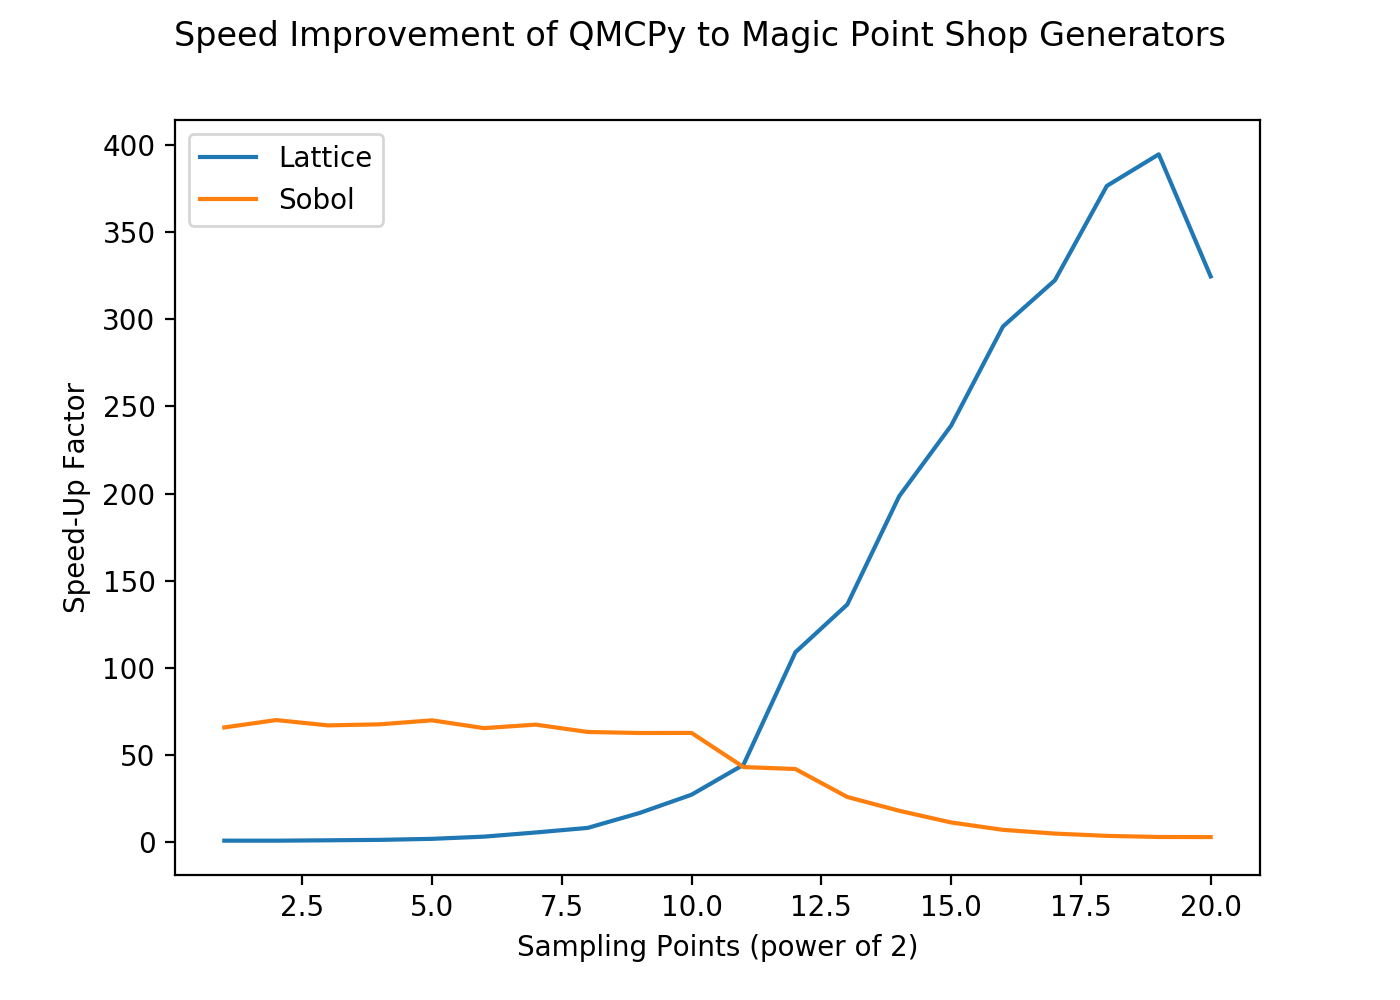 Speed Improvement of QMCPy to Magic Point Shop Generators
Lattice
Sobol
Speed-Up Factor
400
350
300
250
200
150
100
50
0
2.5 5.0 7.5 10.0 12.5 15.0 17.5 20.0
Sampling Points (power of 2)